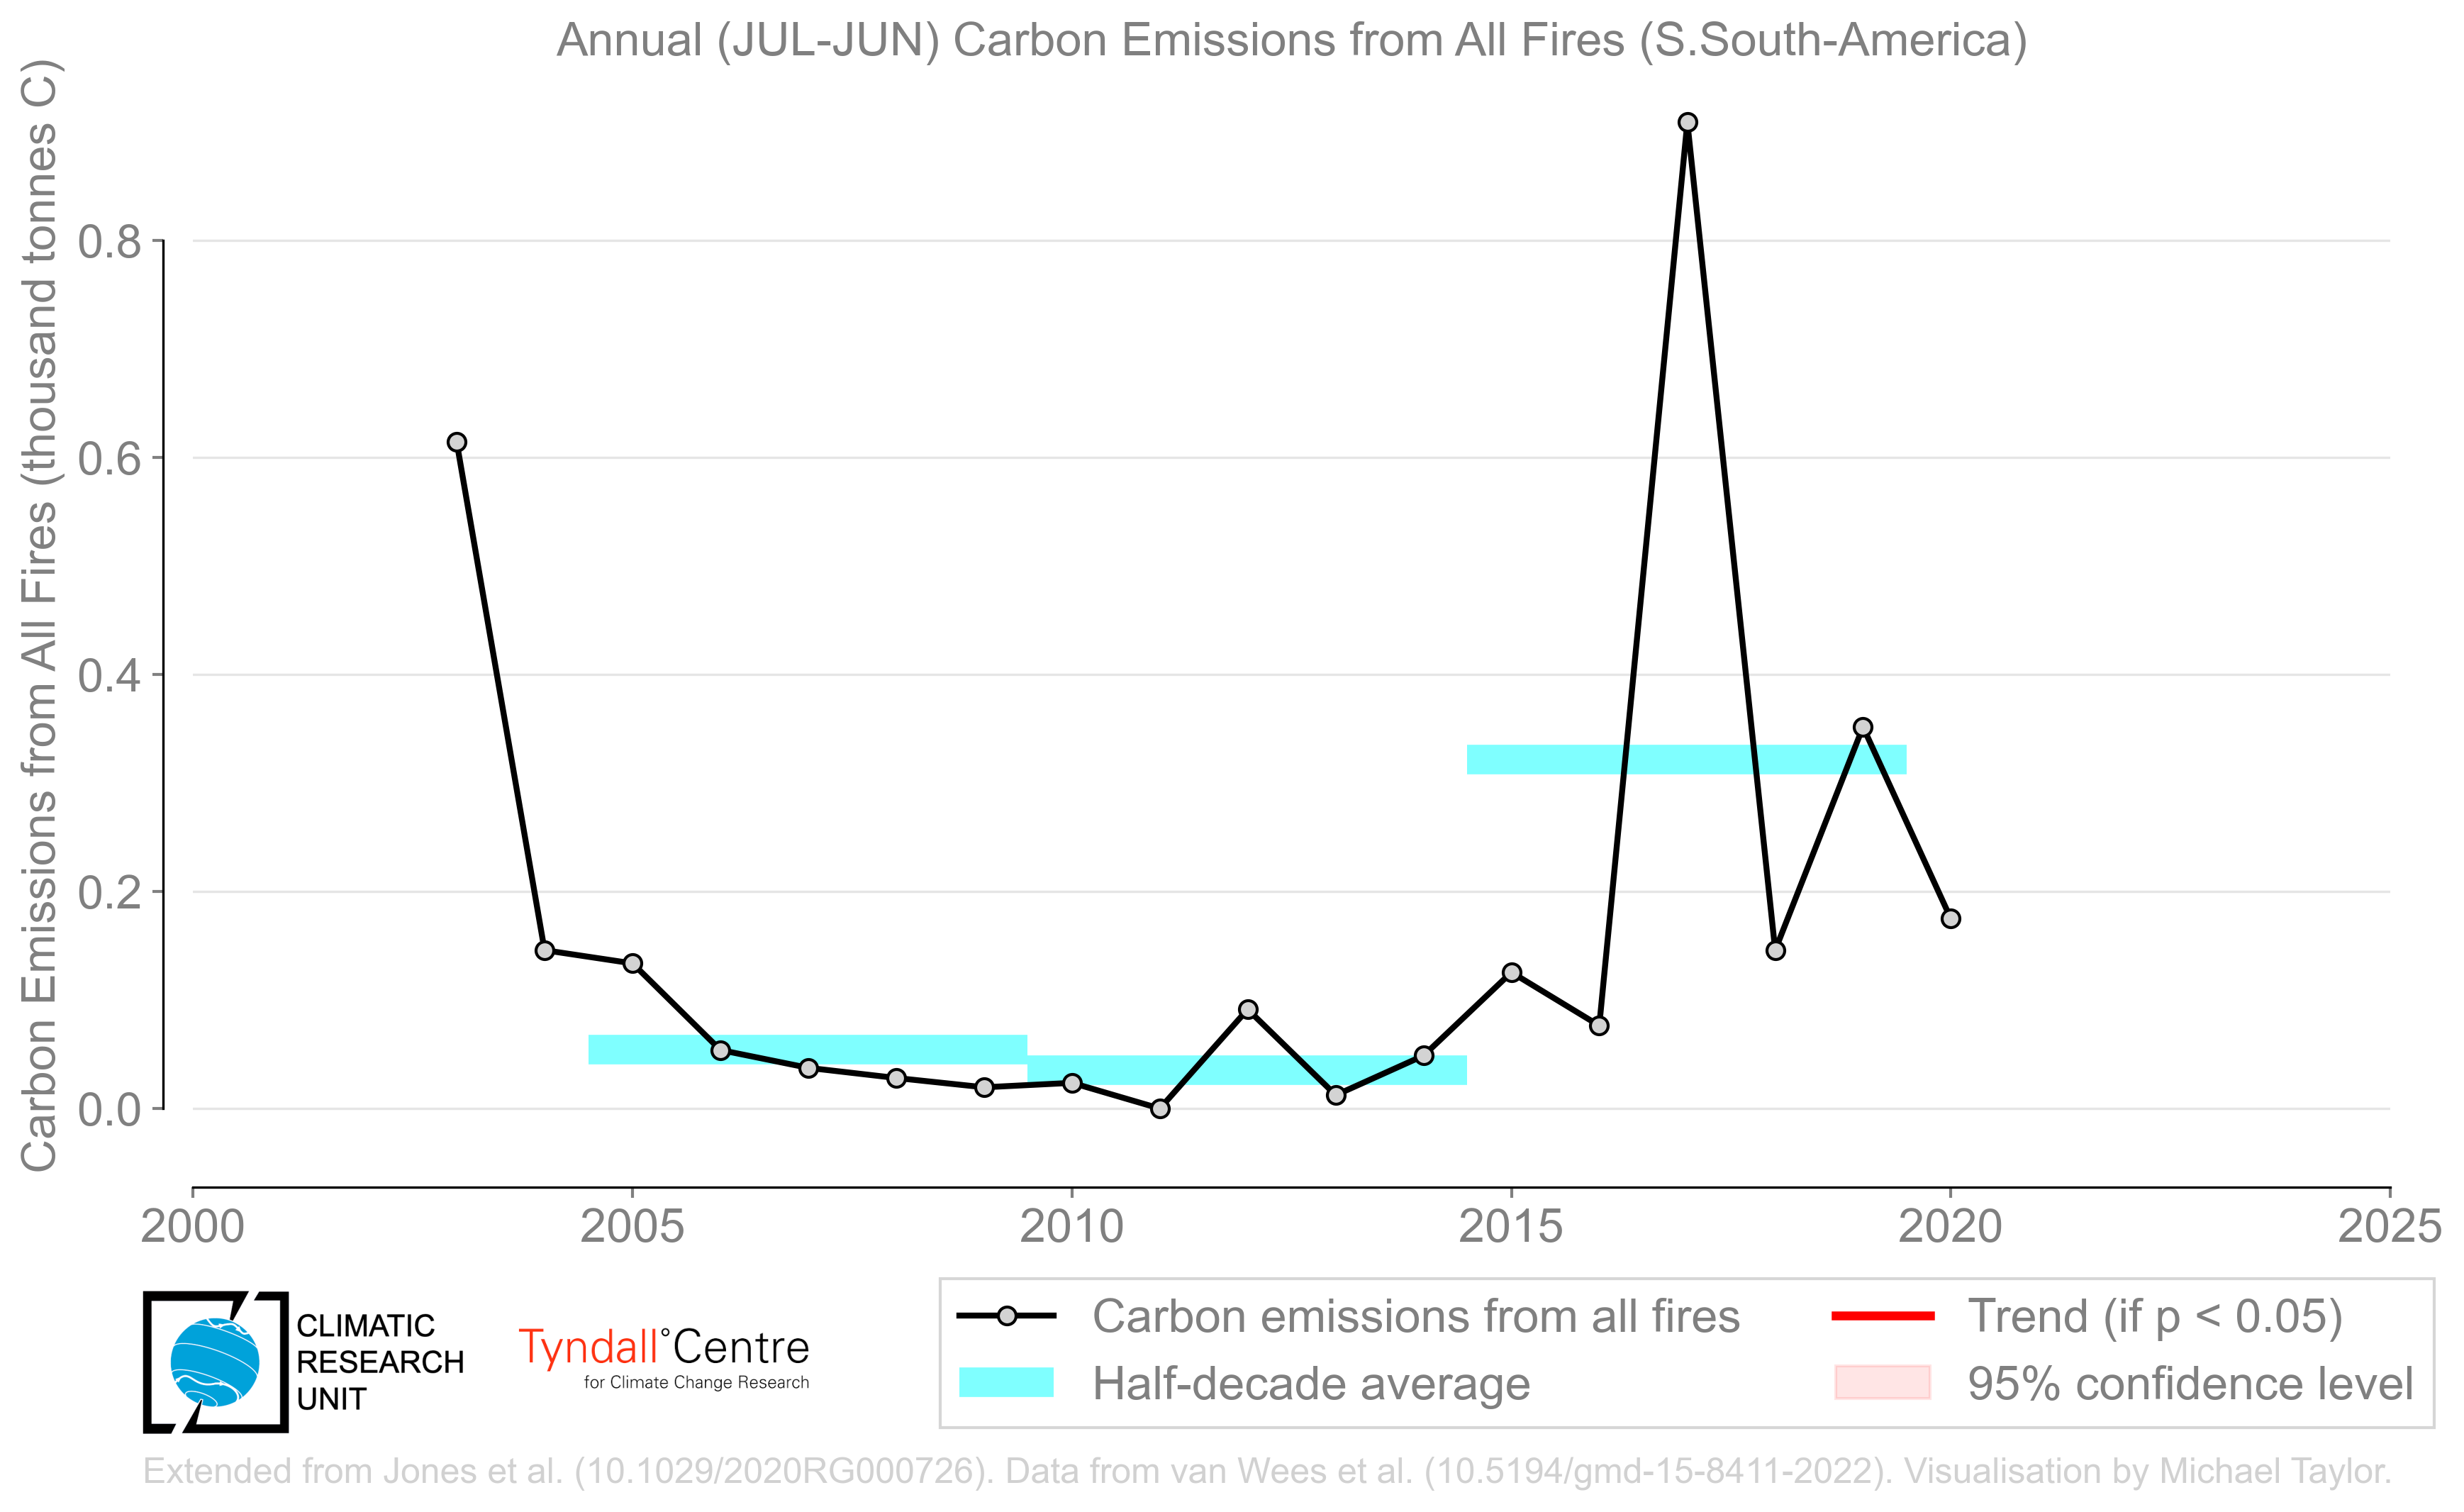 Annual (JUL-JUN) Carbon Emissions from All Fires (S.South-America)
Carbon Emissions from All Fires (thousand tonnes C)
0.8
0.6
0.4
0.2
0.0
2000 2005 2010 2015 2020 2025
CLIMATIC
RESEARCH
UNIT
Tyndall°Centre
for Climate Change Research
Carbon emissions from all fires
Half-decade average
Trend (if p < 0.05)
95% confidence level
Extended from Jones et al. (10.1029/2020RG000726). Data from van Wees et al. (10.5194/gmd-15-8411-2022). Visualisation by Michael Taylor.